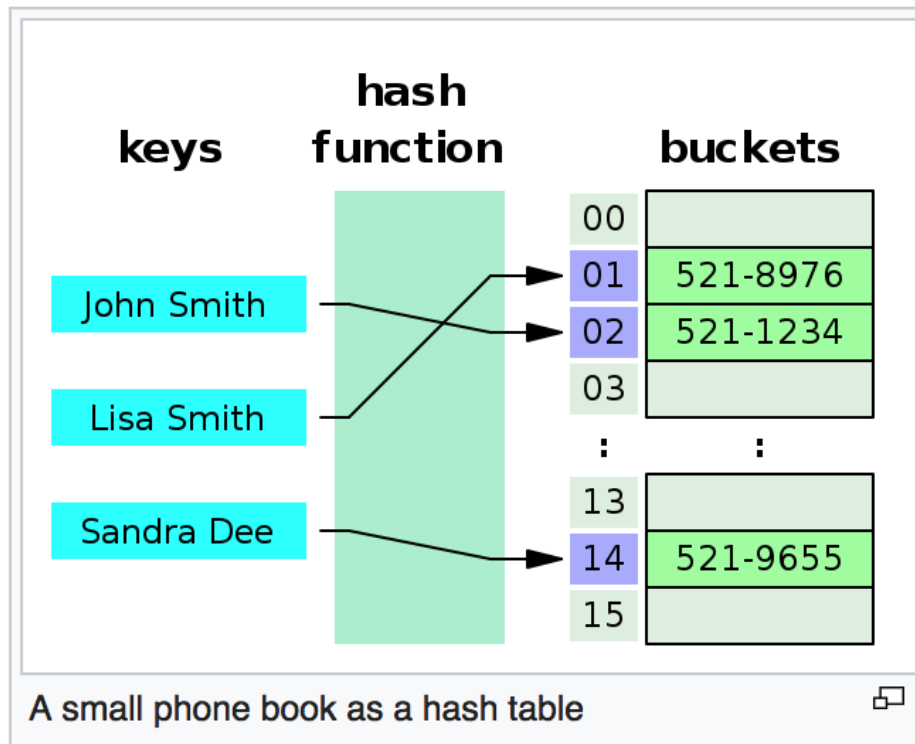 hash
keys function buckets
00
01 521-8976
John Smith
02 521-1234
03
Lisa Smith
: :
13
Sandra Dee
14 521-9655
15
A small phone book as a hash table